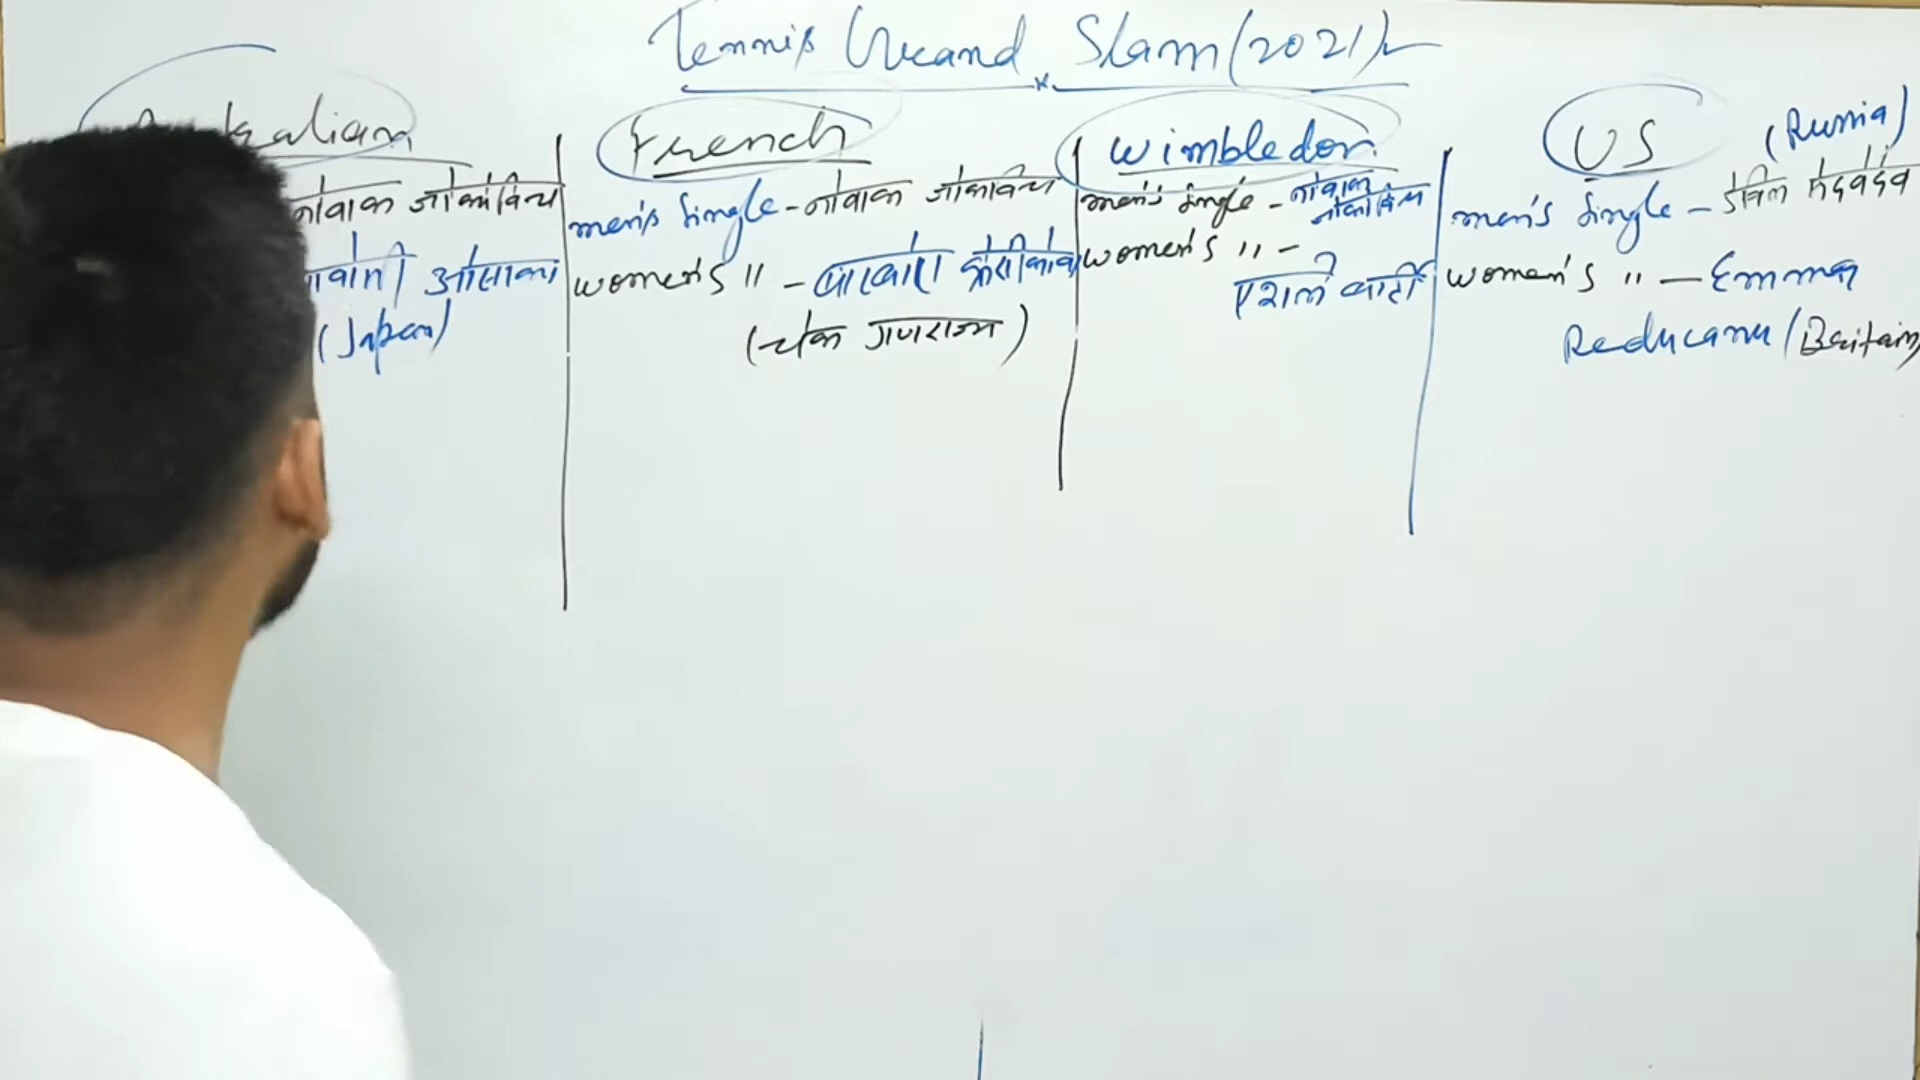 Tennis Grand Slam (2021)
French
Wimbledon
US (Russia)
नोवाक जोकोविच
ओसाका
(Japan)
men's Single - नोवाक जोकोविच
women's " - बारबोरा
(चेक गणराज्य)
men's Single - नोवाक
जोकोविच
women's " -
एशले बार्टी
men's Single -
women's " - Emma
Raducanu (Britain)